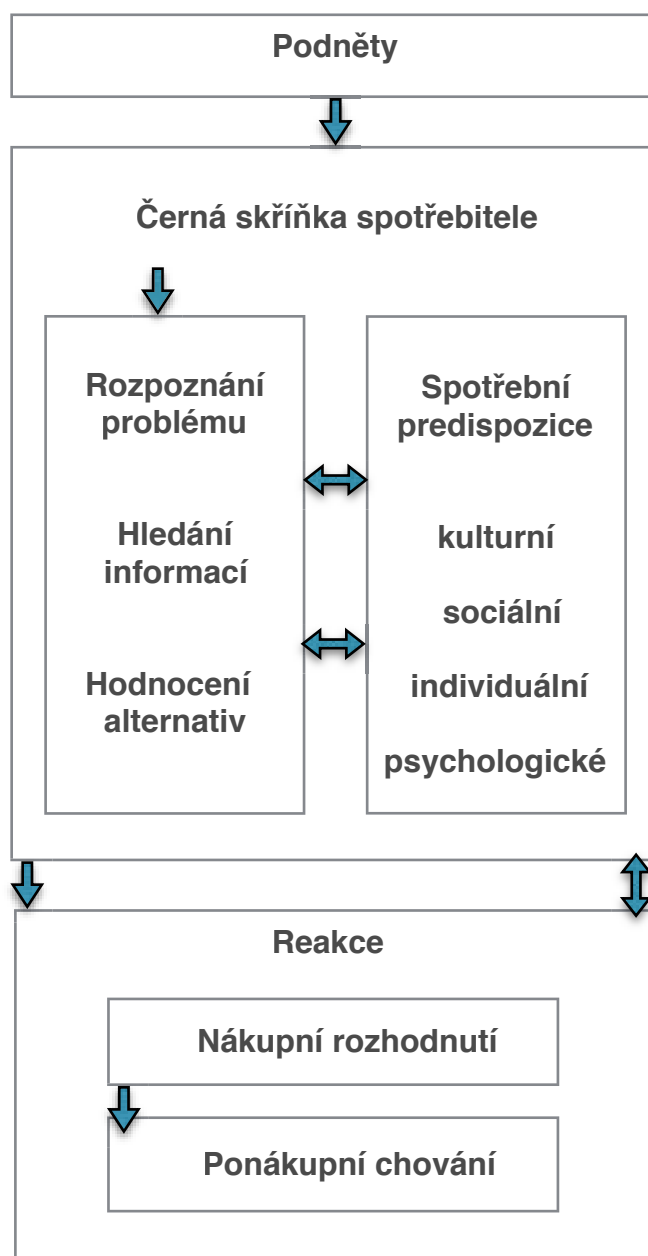 Podněty
Černá skříňka spotřebitele
Rozpoznání
problému
Hledání
informací
Hodnocení
alternativ
Spotřební
predispozice
kulturní
sociální
individuální
psychologické
Reakce
Nákupní rozhodnutí
Ponákupní chování